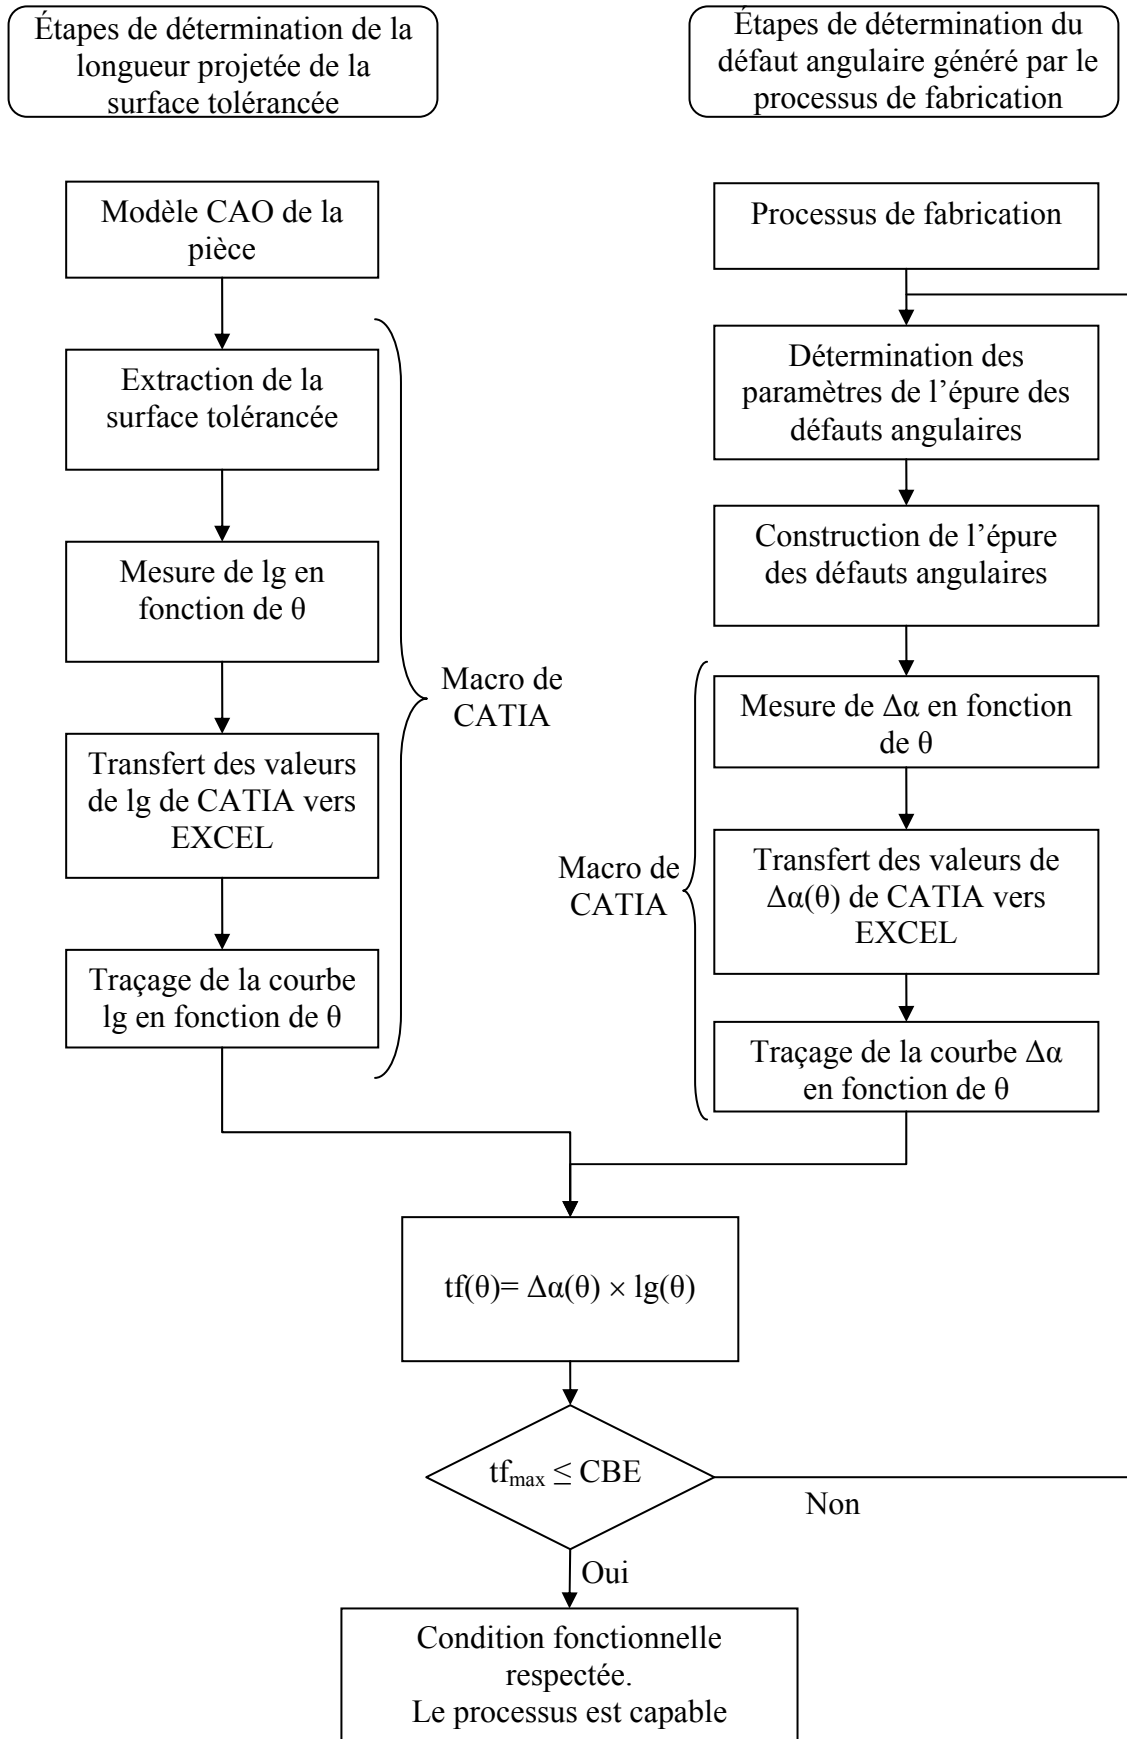 Étapes de détermination de la
longueur projetée de la
surface tolérancée
Étapes de détermination du
défaut angulaire généré par le
processus de fabrication
Modèle CAO de la
pièce
Extraction de la
surface tolérancée
Mesure de lg en
fonction de θ
Transfert des valeurs
de lg de CATIA vers
EXCEL
Traçage de la courbe
lg en fonction de θ
Macro de
CATIA
Processus de fabrication
Détermination des
paramètres de l’épure des
défauts angulaires
Construction de l’épure
des défauts angulaires
Mesure de Δα en fonction
de θ
Transfert des valeurs de
Δα(θ) de CATIA vers
EXCEL
Traçage de la courbe Δα
en fonction de θ
Macro de
CATIA
tf(θ)= Δα(θ) × lg(θ)
tfmax ≤ CBE
Non
Oui
Condition fonctionnelle
respectée.
Le processus est capable